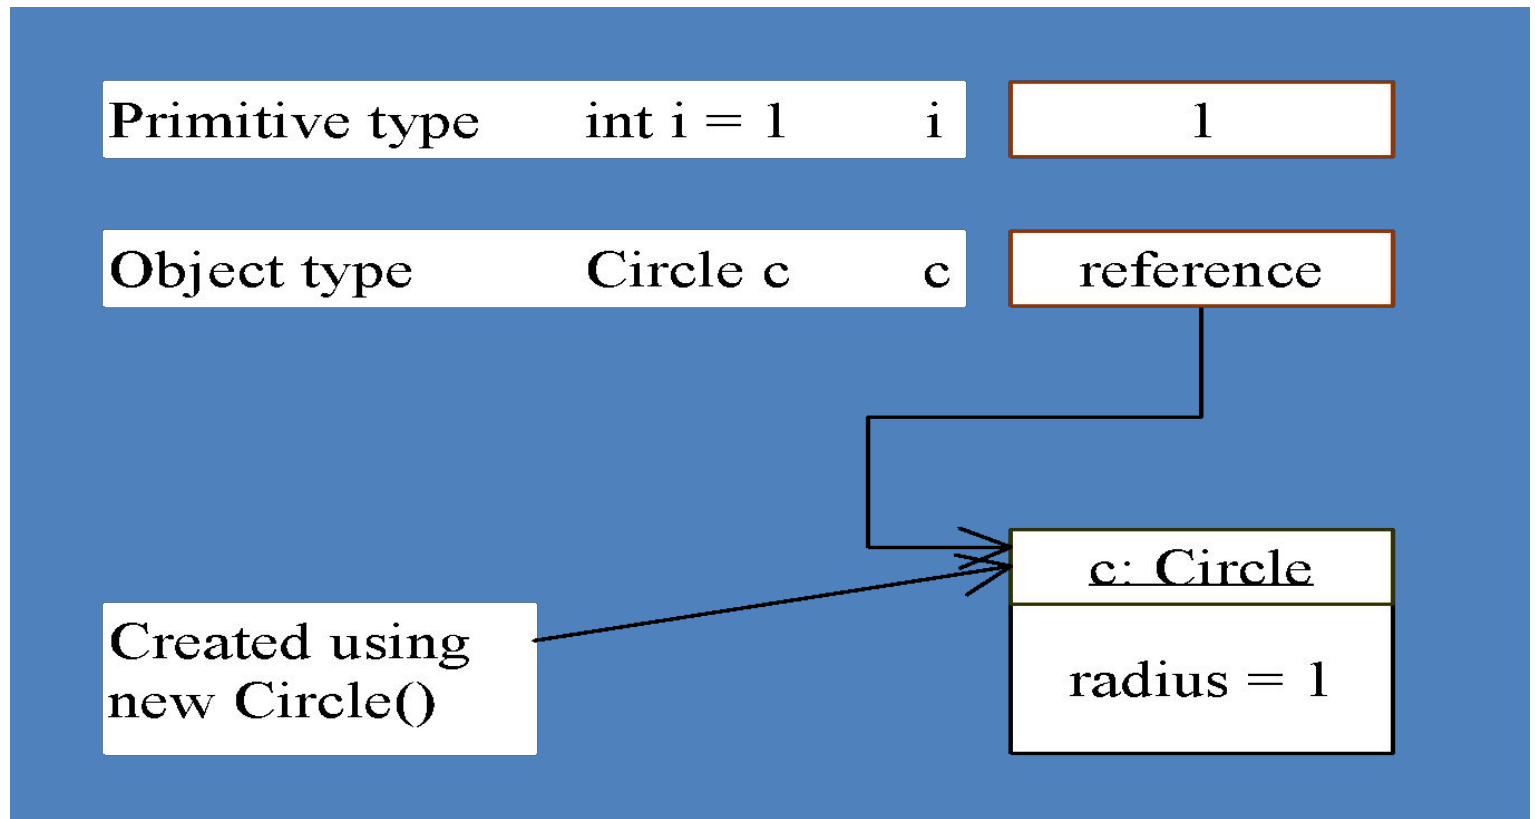 Primitive type int i = 1 i 1
Object type Circle c c reference
c: Circle
Created using
new Circle()
radius = 1